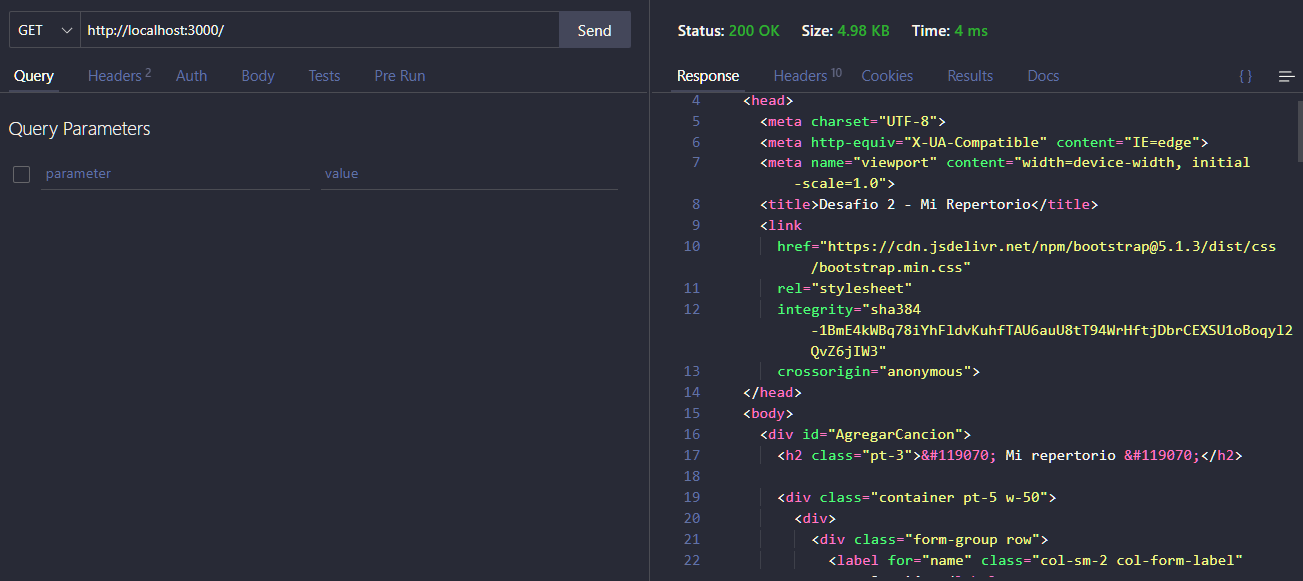 GET http://localhost:3000/ Send
Query Headers 2 Auth Body Tests Pre Run
Query Parameters
parameter value
Status: 200 OK Size: 4.98 KB Time: 4 ms
Response Headers 10 Cookies Results Docs { }
4 <head>
5 <meta charset="UTF-8">
6 <meta http-equiv="X-UA-Compatible" content="IE=edge">
7 <meta name="viewport" content="width=device-width, initial
-scale=1.0">
8 <title>Desafio 2 - Mi Repertorio</title>
9 <link
10 href="https://cdn.jsdelivr.net/npm/bootstrap@5.1.3/dist/css
/bootstrap.min.css"
11 rel="stylesheet"
12 integrity="sha384
-1BmE4kWBq78iYhFldvKuhfTAU6auU8tT94WrHftjDbrCEXSU1oBoqyl2
QvZ6jIW3"
13 crossorigin="anonymous">
14 </head>
15 <body>
16 <div id="AgregarCancion">
17 <h2 class="pt-3">&#119070; Mi repertorio &#119070;</h2>
18
19 <div class="container pt-5 w-50">
20 <div>
21 <div class="form-group row">
22 <label for="name" class="col-sm-2 col-form-label"